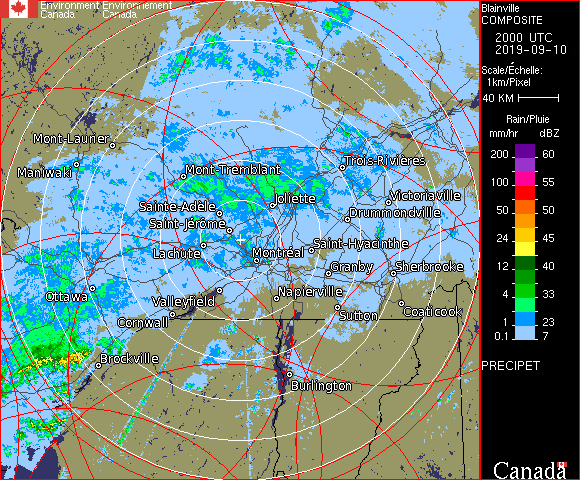 Environment Environnement
Canada Canada
Mont-Laurier
Maniwaki
Mont-Tremblant
Trois-Rivières
Sainte-Adèle
Joliette
Victoriaville
Drummondville
Saint-Jérôme
Lachute
Montréal
Saint-Hyacinthe
Granby
Sherbrooke
Ottawa
Valleyfield
Napierville
Cornwall
Sutton
Coaticook
Brockville
Burlington
Blainville
COMPOSITE
2000 UTC
2019-09-10
Scale/Échelle:
1km/Pixel
40 KM
Rain/Pluie
mm/hr dBZ
200 60
150 57
100 55
50 50
24 45
12 40
4 33
1 23
0.1 7
PRECIPET
Canada